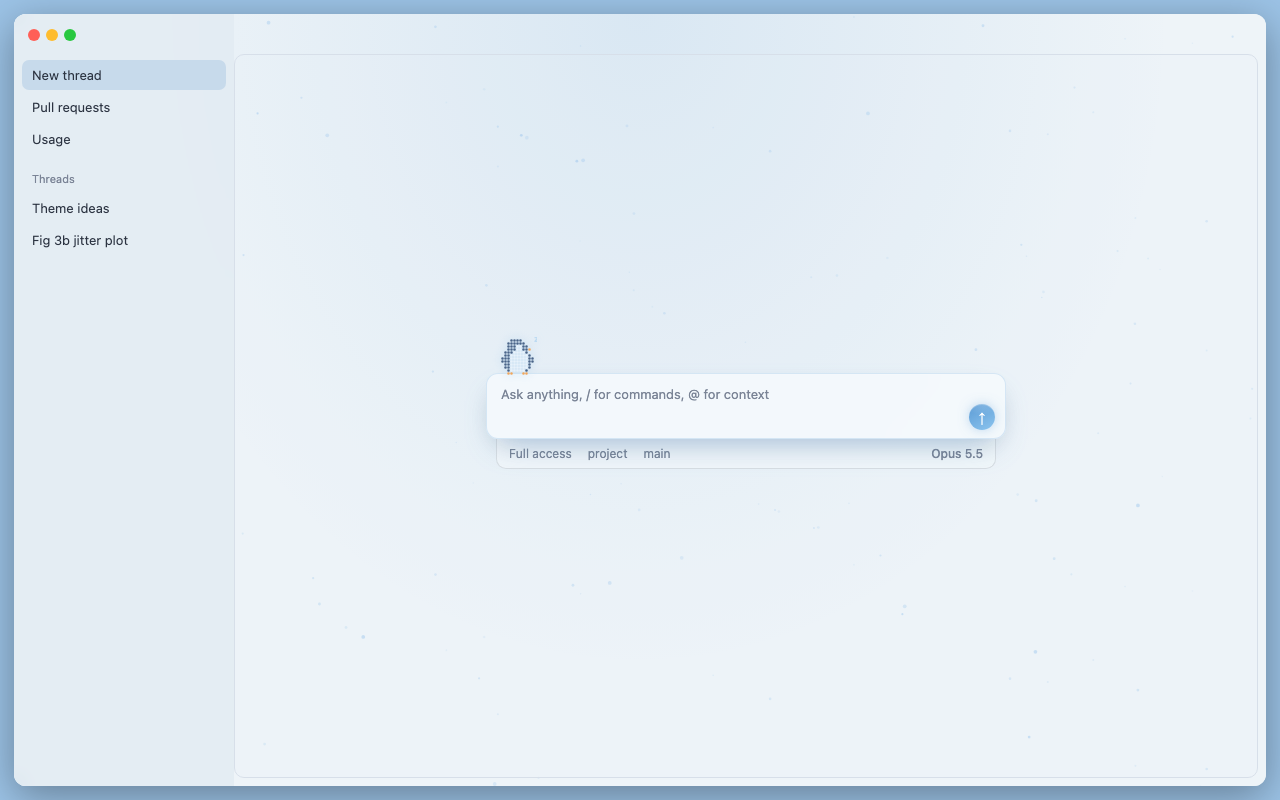 New thread
Pull requests
Usage
Threads
Theme ideas
Fig 3b jitter plot
Ask anything, / for commands, @ for context
↑
Full access project main Opus 5.5